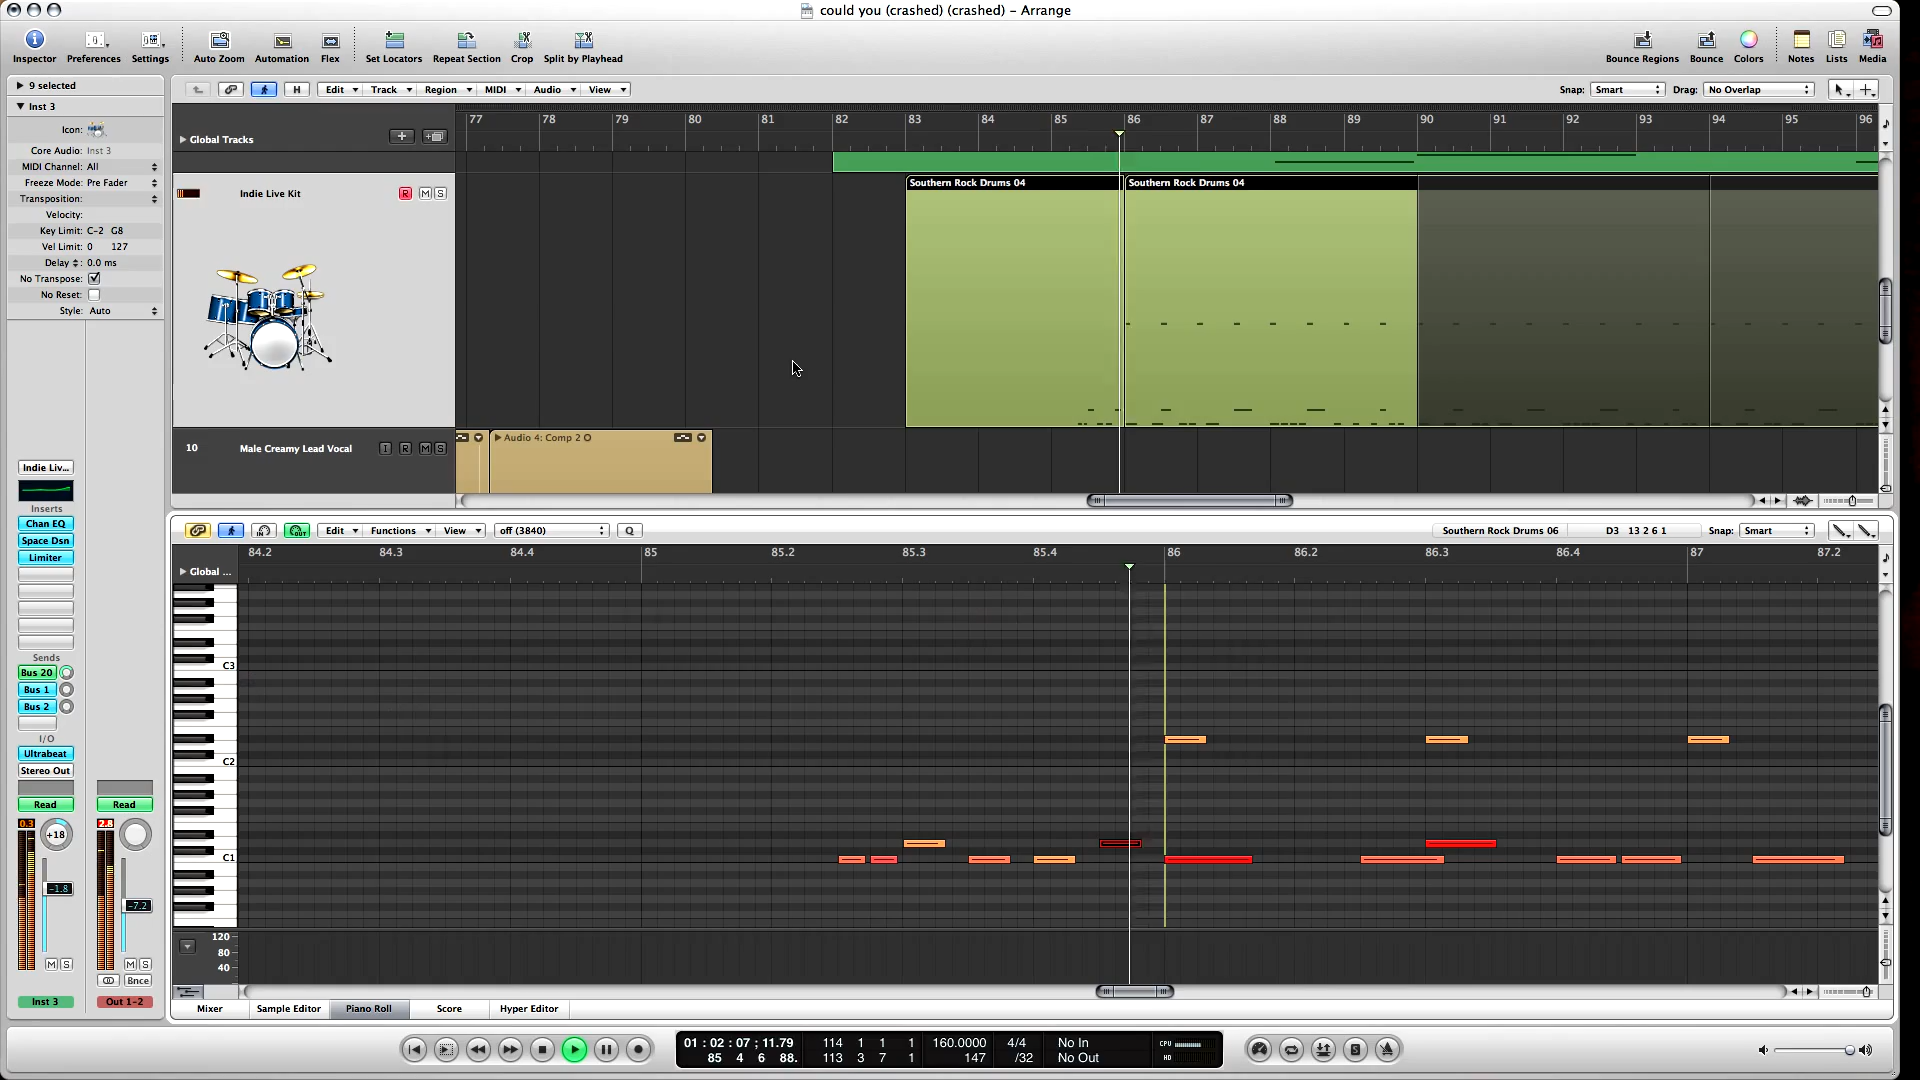 could you (crashed) (crashed) – Arrange
Inspector Preferences Settings Auto Zoom Automation Flex Set Locators Repeat Section Crop Split by Playhead Bounce Regions Bounce Colors Notes Lists Media
9 selected
H Edit Track Region MIDI Audio View Snap: Smart Drag: No Overlap
Inst 3
Icon:
Core Audio: Inst 3
MIDI Channel: All
Freeze Mode: Pre Fader
Transposition:
Velocity:
Key Limit: C-2 G8
Vel Limit: 0 127
Delay: 0.0 ms
No Transpose:
No Reset:
Style: Auto
77 78 79 80 81 82 83 84 85 86 87 88 89 90 91 92 93 94 95 96
Global Tracks
Southern Rock Drums 04 Southern Rock Drums 04
Indie Live Kit R M S
10 Male Creamy Lead Vocal I R M S
Audio 4: Comp 2
Edit Functions View off (3840) Q Southern Rock Drums 06 D3 13 2 6 1 Snap: Smart
84.2 84.3 84.4 85 85.2 85.3 85.4 86 86.2 86.3 86.4 87 87.2
Global ...
C3
C2
C1
120
80
40
Indie Liv...
Inserts
Chan EQ
Space Dsn
Limiter
Sends
Bus 20
Bus 1
Bus 2
I/O
Ultrabeat
Stereo Out
Read Read
0.3 +18 2.8
-1.8
-7.2
M S M S
Bnce
Inst 3 Out 1-2
Mixer Sample Editor Piano Roll Score Hyper Editor
01 : 02 : 07 ; 11.79 114 1 1 1 160.0000 4/4 No In CPU
85 4 6 88. 113 3 7 1 147 /32 No Out HD
S